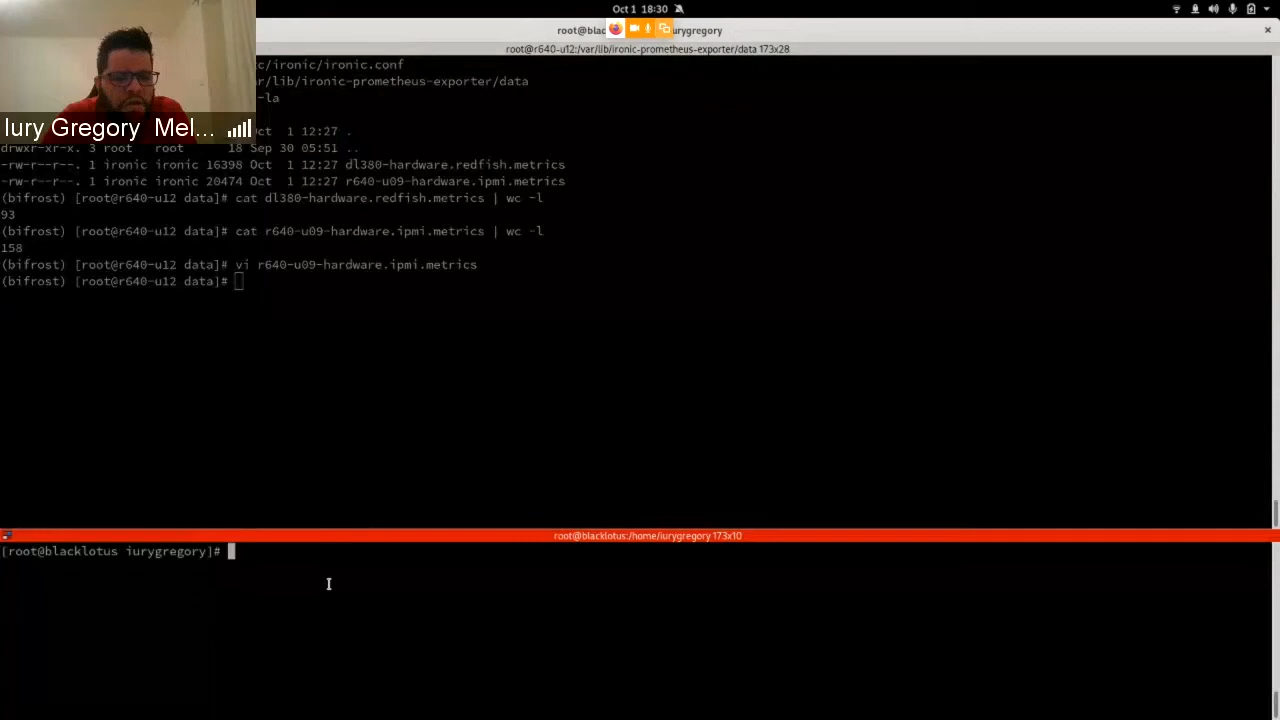 Oct 1 18:30
urygregory
root@r640-u12:/var/lib/ironic-prometheus-exporter/data 173x28
Iury Gregory Mel...
c/ironic/ironic.conf
r/lib/ironic-prometheus-exporter/data
-la
Oct 1 12:27 .
drwxr-xr-x. 3 root root 18 Sep 30 05:51 ..
-rw-r--r--. 1 ironic ironic 16398 Oct 1 12:27 dl380-hardware.redfish.metrics
-rw-r--r--. 1 ironic ironic 20474 Oct 1 12:27 r640-u09-hardware.ipmi.metrics
(bifrost) [root@r640-u12 data]# cat dl380-hardware.redfish.metrics | wc -l
93
(bifrost) [root@r640-u12 data]# cat r640-u09-hardware.ipmi.metrics | wc -l
158
(bifrost) [root@r640-u12 data]# vi r640-u09-hardware.ipmi.metrics
(bifrost) [root@r640-u12 data]#
root@blacklotus:/home/iurygregory 173x10
[root@blacklotus iurygregory]#